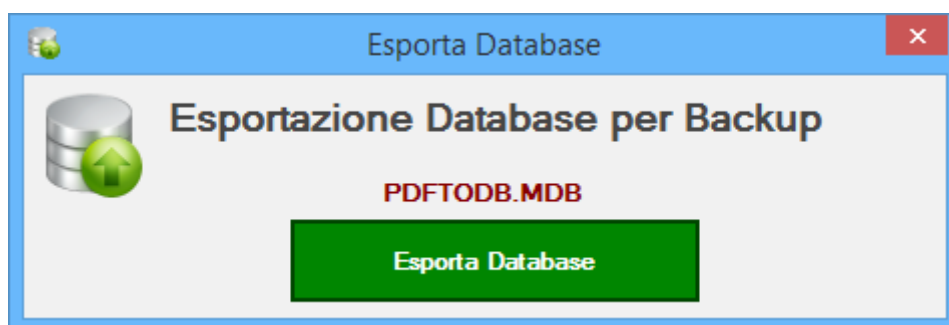 Esporta Database
Esportazione Database per Backup
PDFTODB.MDB
Esporta Database